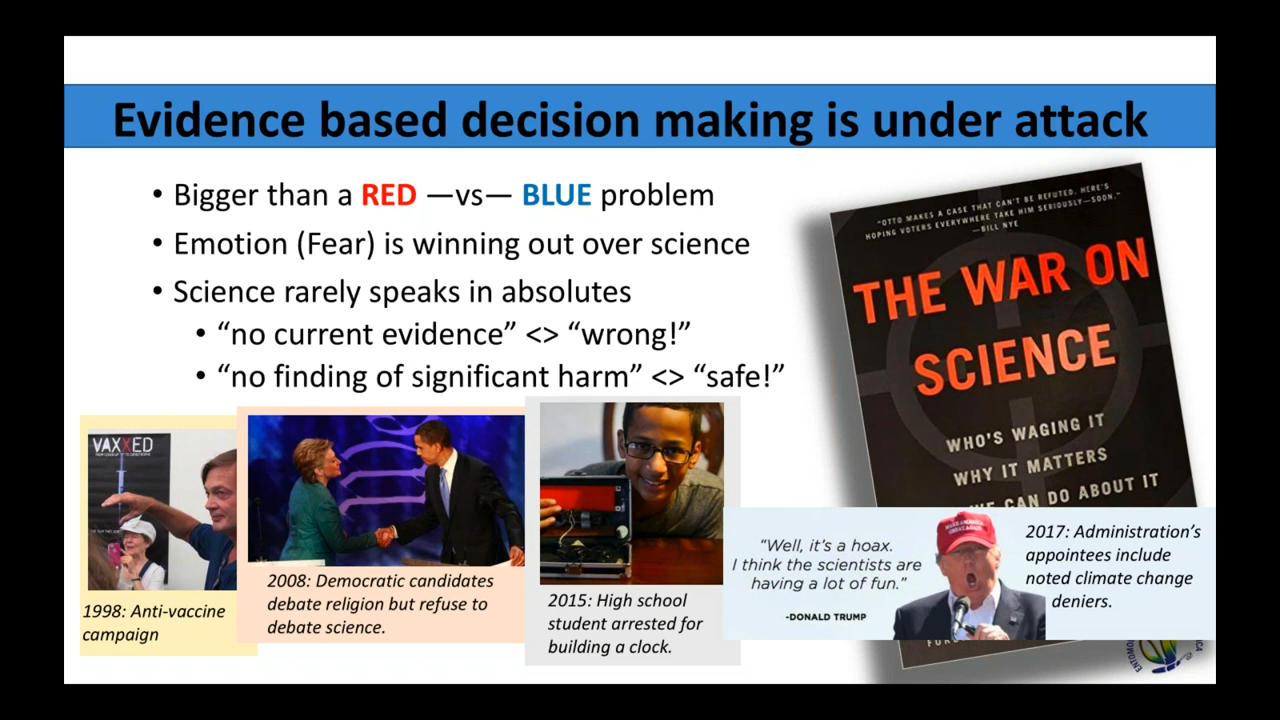 Evidence based decision making is under attack
• Bigger than a RED —vs— BLUE problem
• Emotion (Fear) is winning out over science
• Science rarely speaks in absolutes
• “no current evidence” <> “wrong!”
• “no finding of significant harm” <> “safe!”
“OTTO MAKES A CASE THAT CAN'T BE REFUTED. HERE'S
HOPING VOTERS EVERYWHERE TAKE HIM SERIOUSLY—SOON.”
—BILL NYE
THE WAR ON
SCIENCE
WHO'S WAGING IT
WHY IT MATTERS
WE CAN DO ABOUT IT
VAXXED
1998: Anti-vaccine
campaign
2008: Democratic candidates
debate religion but refuse to
debate science.
2015: High school
student arrested for
building a clock.
“Well, it’s a hoax.
I think the scientists are
having a lot of fun.”
-DONALD TRUMP
MAKE AMERICA
GREAT AGAIN
2017: Administration’s
appointees include
noted climate change
deniers.